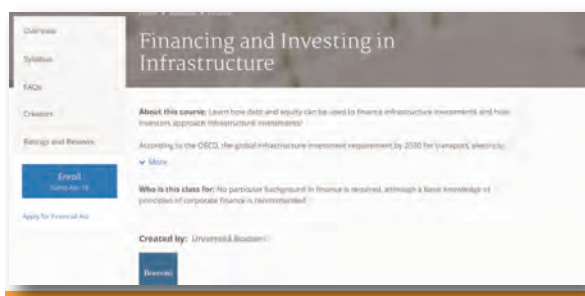 Overview
Syllabus
FAQs
Creators
Ratings and Reviews
Enroll
Starts Apr 18
Apply for Financial Aid
Financing and Investing in
Infrastructure
About this course: Learn how debt and equity can be used to finance infrastructure investments and how
investors approach infrastructure investments!
According to the OECD, the global infrastructure investment requirement by 2030 for transport, electricity,
More
Who is this class for: No particular background in finance is required, although a basic knowledge of
principles of corporate finance is recommended
Created by: Università Bocconi
Bocconi